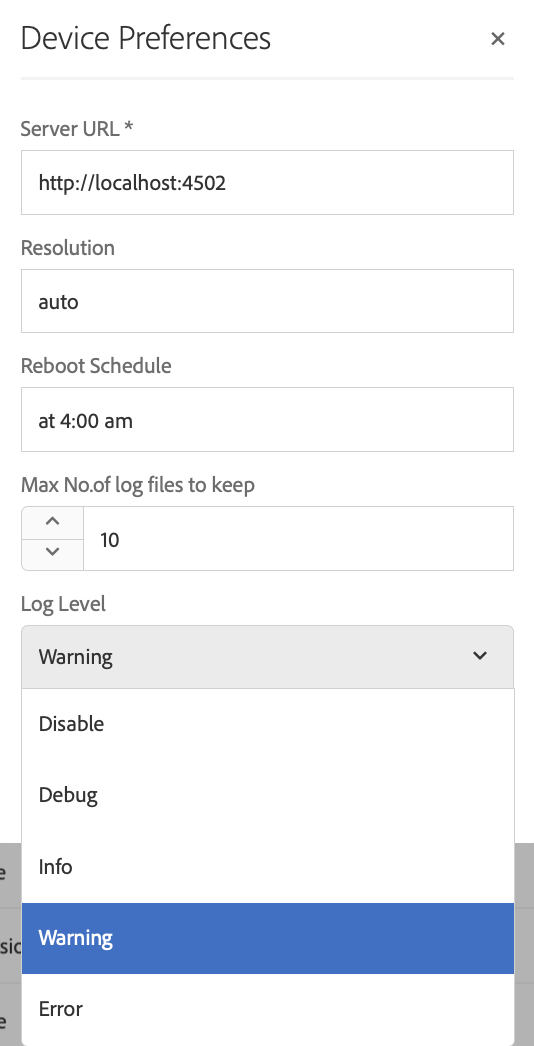 Device Preferences
Server URL *
http://localhost:4502
Resolution
auto
Reboot Schedule
at 4:00 am
Max No.of log files to keep
10
Log Level
Warning
Disable
Debug
Info
Warning
Error